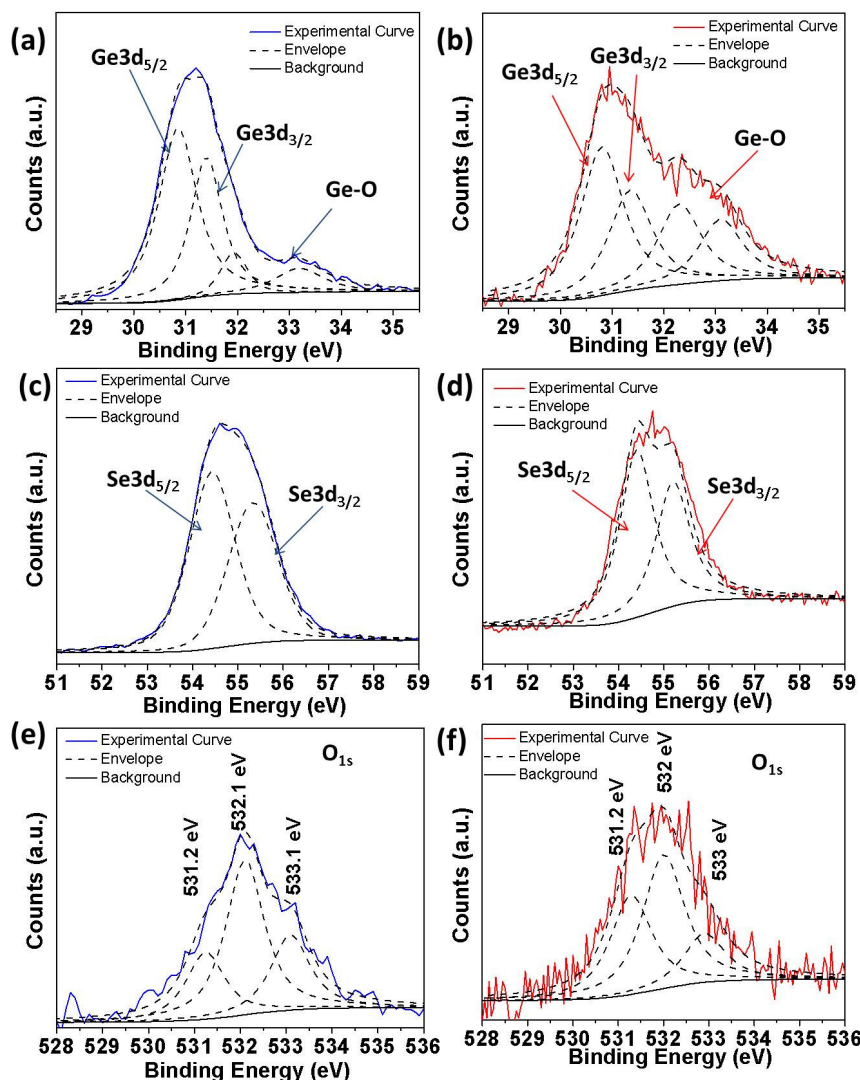 (a)
Experimental Curve
Envelope
Background
Ge3d5/2
Ge3d3/2
Ge-O
Counts (a.u.)
29 30 31 32 33 34 35
Binding Energy (eV)
(b)
Experimental Curve
Envelope
Background
Ge3d5/2
Ge3d3/2
Ge-O
Counts (a.u.)
29 30 31 32 33 34 35
Binding Energy (eV)
(c)
Experimental Curve
Envelope
Background
Se3d5/2
Se3d3/2
Counts (a.u.)
51 52 53 54 55 56 57 58 59
Binding Energy (eV)
(d)
Experimental Curve
Envelope
Background
Se3d5/2
Se3d3/2
Counts (a.u.)
51 52 53 54 55 56 57 58 59
Binding Energy (eV)
(e)
Experimental Curve
Envelope
Background
O1s
531.2 eV
532.1 eV
533.1 eV
Counts (a.u.)
528 529 530 531 532 533 534 535 536
Binding Energy (eV)
(f)
Experimental Curve
Envelope
Background
O1s
531.2 eV
532 eV
533 eV
Counts (a.u.)
528 529 530 531 532 533 534 535 536
Binding Energy (eV)